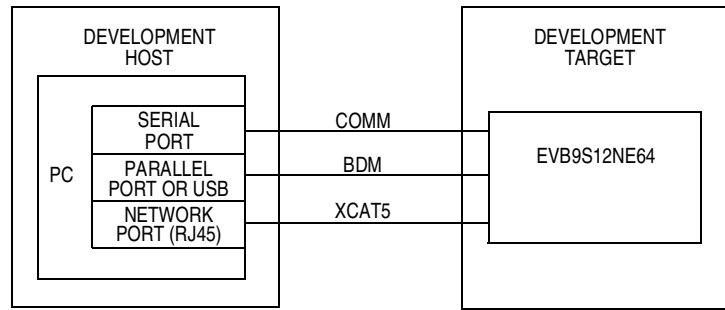 DEVELOPMENT
HOST
DEVELOPMENT
TARGET
PC
SERIAL
PORT
PARALLEL
PORT OR USB
NETWORK
PORT (RJ45)
COMM
BDM
XCAT5
EVB9S12NE64